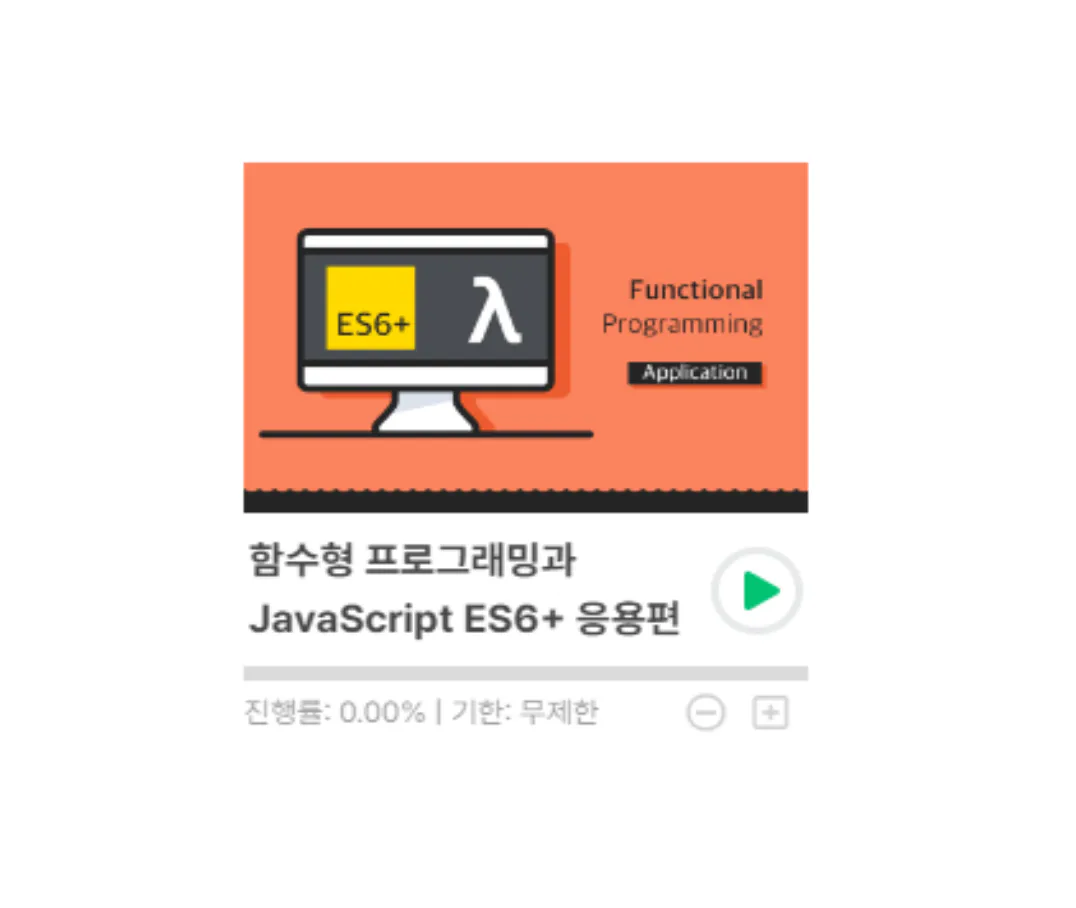 ES6+
λ
Functional
Programming
Application
함수형 프로그래밍과
JavaScript ES6+ 응용편
진행률: 0.00% | 기한: 무제한